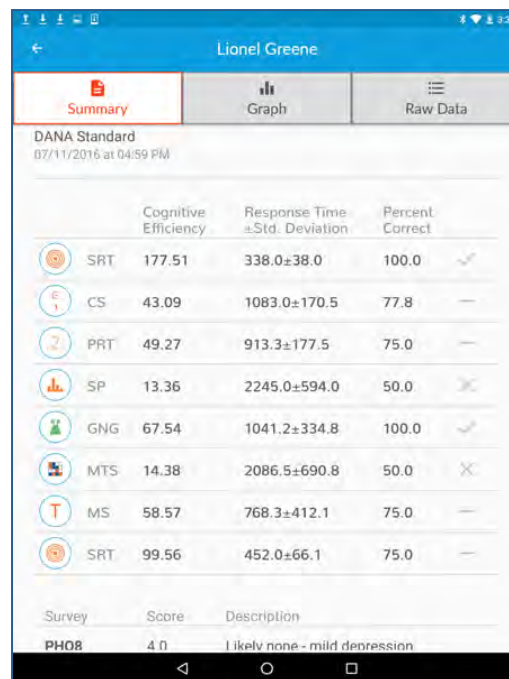 3:3
Lionel Greene
Summary Graph Raw Data
DANA Standard
07/11/2016 at 04:59 PM
Cognitive Response Time Percent
Efficiency ±Std. Deviation Correct
SRT 177.51 338.0±38.0 100.0
CS 43.09 1083.0±170.5 77.8
2 PRT 49.27 913.3±177.5 75.0
SP 13.36 2245.0±594.0 50.0
GNG 67.54 1041.2±334.8 100.0
MTS 14.38 2086.5±690.8 50.0
T MS 58.57 768.3±412.1 75.0
SRT 99.56 452.0±66.1 75.0
Survey Score Description
PHQ8 4.0 Likely none - mild depression